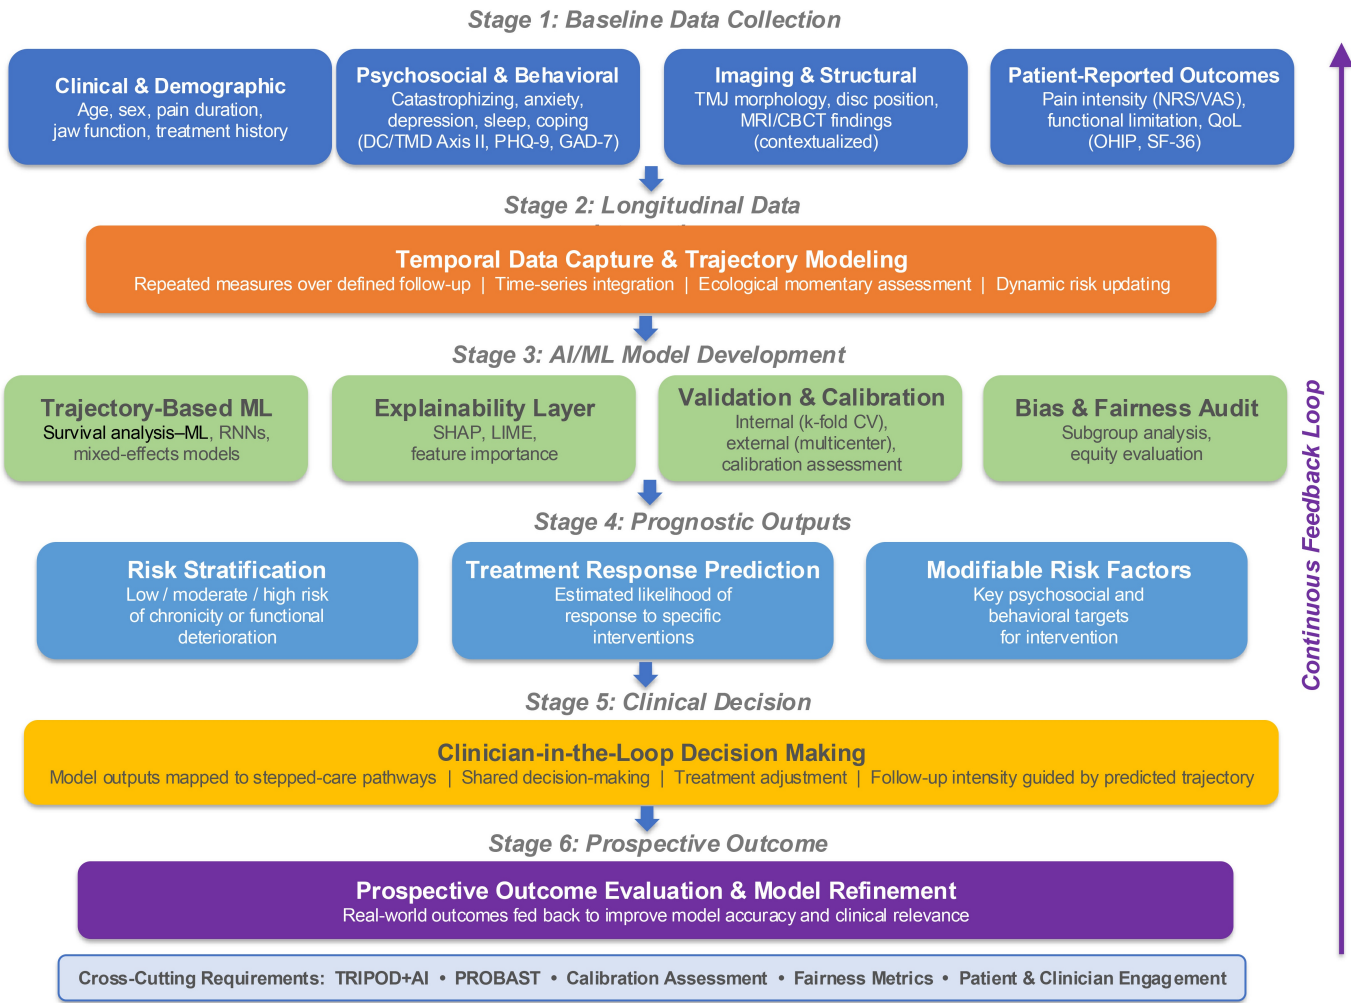 Stage 1: Baseline Data Collection
Clinical & Demographic
Age, sex, pain duration,
jaw function, treatment history
Psychosocial & Behavioral
Catastrophizing, anxiety,
depression, sleep, coping
(DC/TMD Axis II, PHQ-9, GAD-7)
Imaging & Structural
TMJ morphology, disc position,
MRI/CBCT findings
(contextualized)
Patient-Reported Outcomes
Pain intensity (NRS/VAS),
functional limitation, QoL
(OHIP, SF-36)
Stage 2: Longitudinal Data
Temporal Data Capture & Trajectory Modeling
Repeated measures over defined follow-up | Time-series integration | Ecological momentary assessment | Dynamic risk updating
Stage 3: AI/ML Model Development
Trajectory-Based ML
Survival analysis–ML, RNNs,
mixed-effects models
Explainability Layer
SHAP, LIME,
feature importance
Validation & Calibration
Internal (k-fold CV),
external (multicenter),
calibration assessment
Bias & Fairness Audit
Subgroup analysis,
equity evaluation
Stage 4: Prognostic Outputs
Risk Stratification
Low / moderate / high risk
of chronicity or functional
deterioration
Treatment Response Prediction
Estimated likelihood of
response to specific
interventions
Modifiable Risk Factors
Key psychosocial and
behavioral targets
for intervention
Stage 5: Clinical Decision
Clinician-in-the-Loop Decision Making
Model outputs mapped to stepped-care pathways | Shared decision-making | Treatment adjustment | Follow-up intensity guided by predicted trajectory
Stage 6: Prospective Outcome
Prospective Outcome Evaluation & Model Refinement
Real-world outcomes fed back to improve model accuracy and clinical relevance
Cross-Cutting Requirements: TRIPOD+AI • PROBAST • Calibration Assessment • Fairness Metrics • Patient & Clinician Engagement
Continuous Feedback Loop